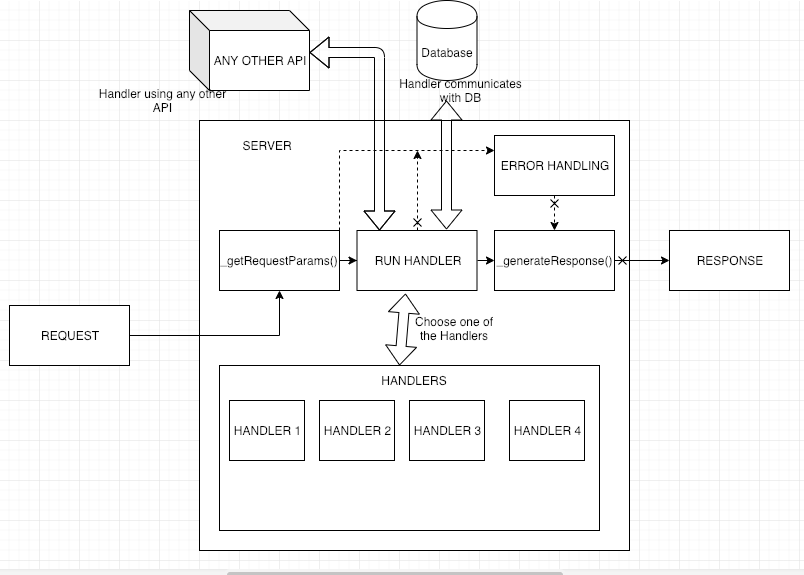 ANY OTHER API
Database
Handler using any other
API
Handler communicates
with DB
SERVER
ERROR HANDLING
_getRequestParams()
RUN HANDLER
_generateResponse()
RESPONSE
REQUEST
Choose one of
the Handlers
HANDLERS
HANDLER 1
HANDLER 2
HANDLER 3
HANDLER 4